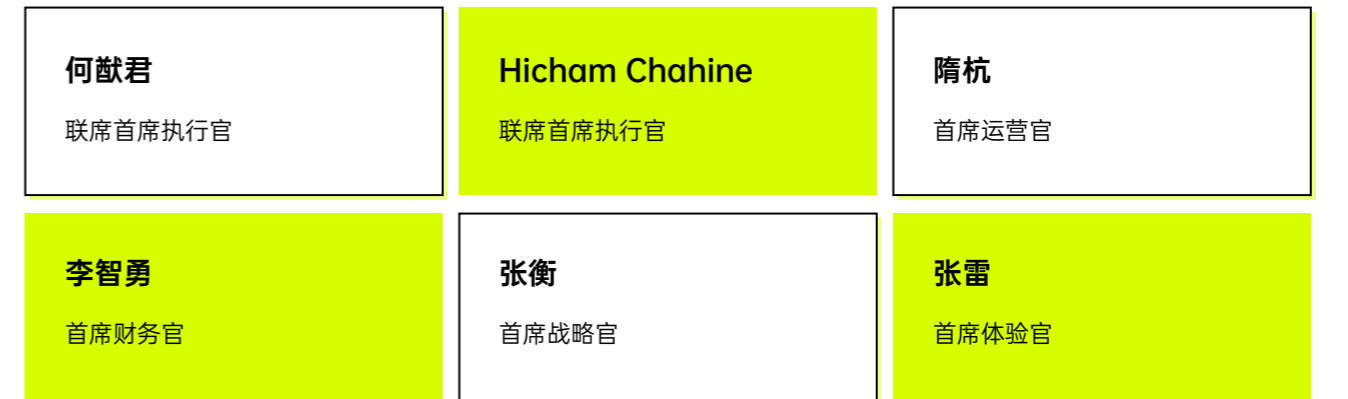 何猷君
联席首席执行官
Hicham Chahine
联席首席执行官
隋杭
首席运营官
李智勇
首席财务官
张衡
首席战略官
张雷
首席体验官